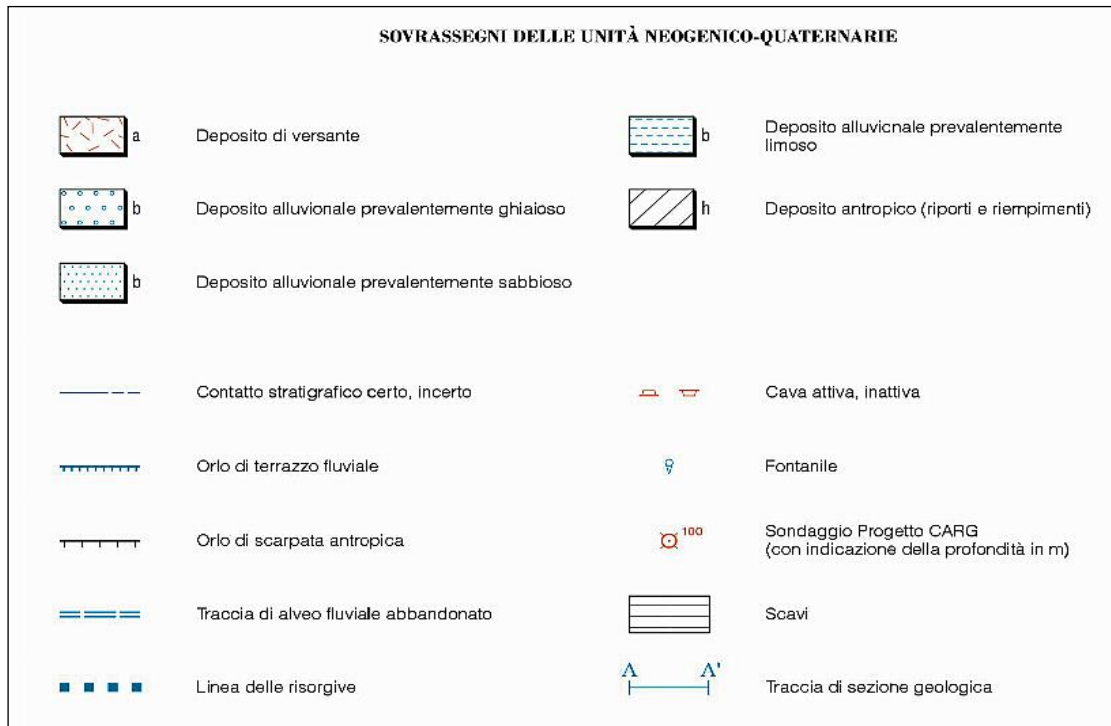 SOVRASSEGNI DELLE UNITÀ NEOGENICO-QUATERNARIE
a
Deposito di versante
b
Deposito alluvicnale prevalentemente
limoso
b
Deposito alluvionale prevalentemente ghiaioso
h
Deposito antropico (riporti e riempimenti)
b
Deposito alluvionale prevalentemente sabbioso
Contatto stratigrafico certo, incerto
Cava attiva, inattiva
Orlo di terrazzo fluviale
Fontanile
Orlo di scarpata antropica
100
Sondaggio Progetto CARG
(con indicazione della profondità in m)
Traccia di alveo fluviale abbandonato
Scavi
Linea delle risorgive
A A'
Traccia di sezione geologica